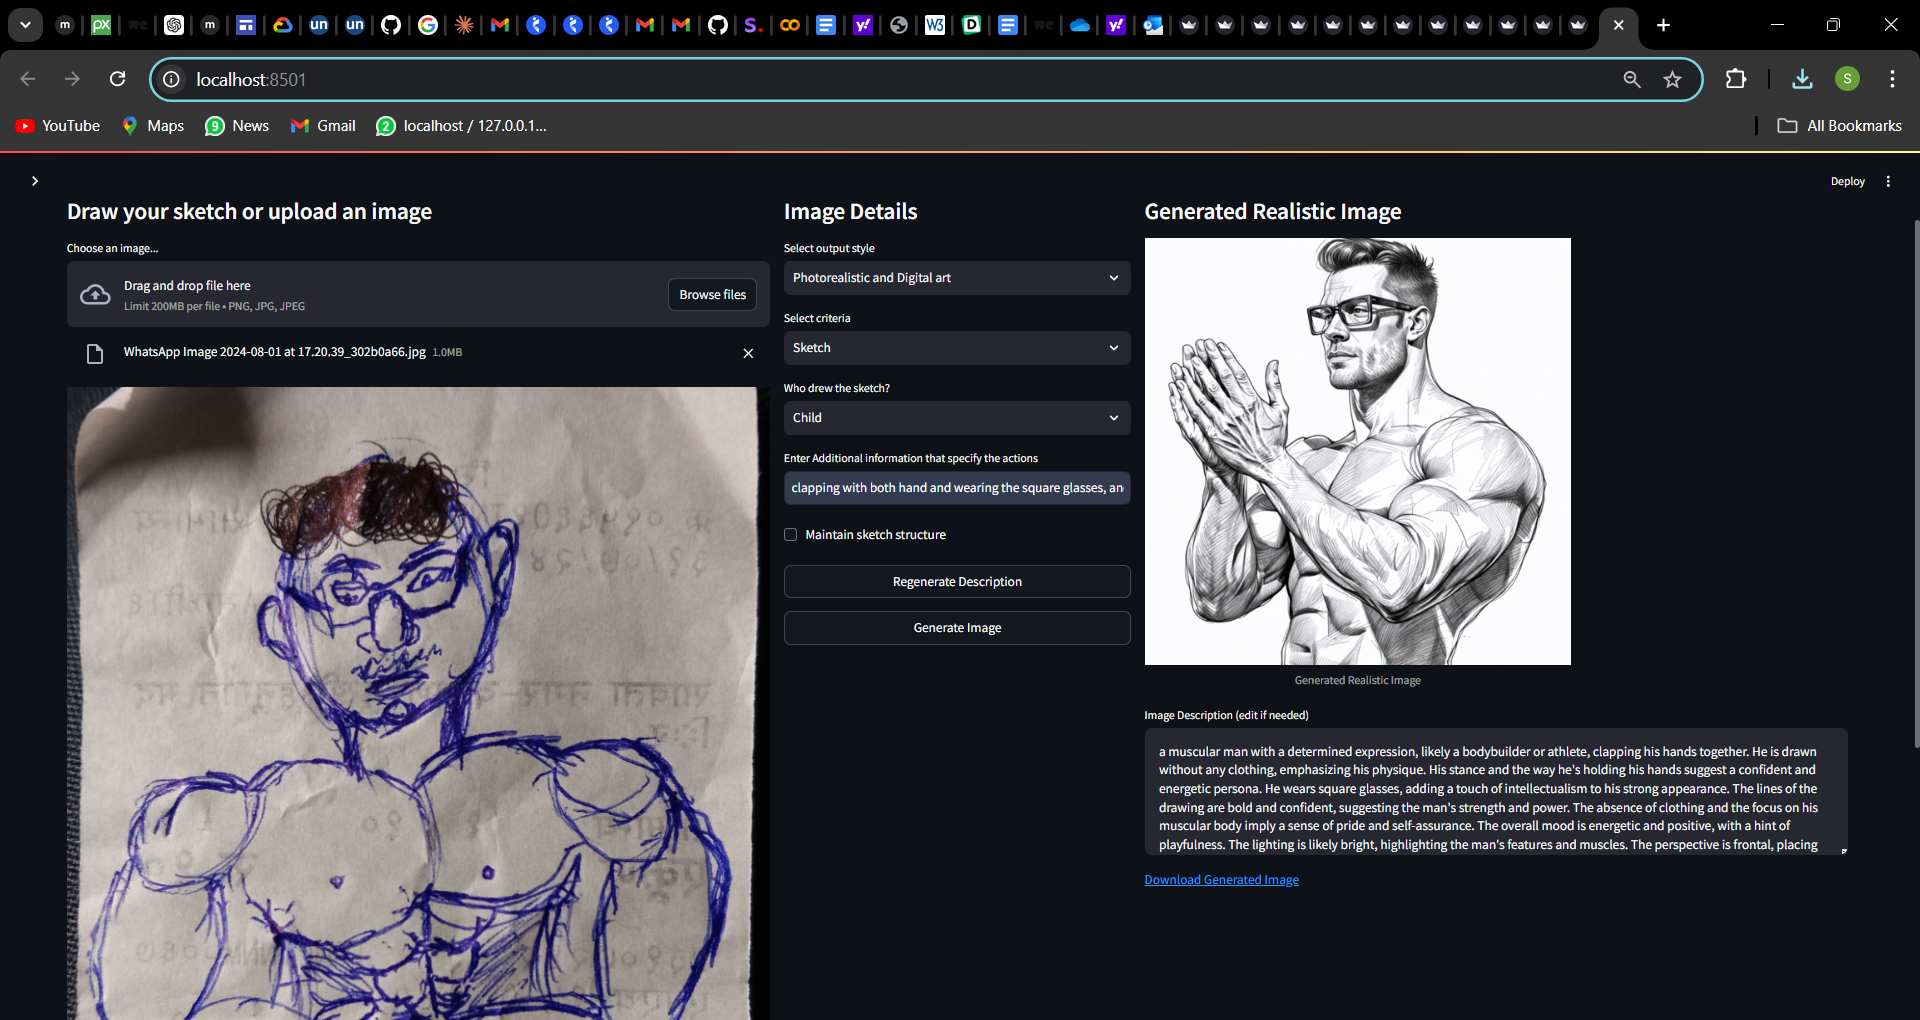 localhost:8501
YouTube
Maps
9
News
Gmail
2
localhost / 127.0.0.1...
All Bookmarks
Deploy
Draw your sketch or upload an image
Choose an image...
Drag and drop file here
Limit 200MB per file • PNG, JPG, JPEG
Browse files
WhatsApp Image 2024-08-01 at 17.20.39_302b0a66.jpg 1.0MB
Image Details
Select output style
Photorealistic and Digital art
Select criteria
Sketch
Who drew the sketch?
Child
Enter Additional information that specify the actions
clapping with both hand and wearing the square glasses, an
Maintain sketch structure
Regenerate Description
Generate Image
Generated Realistic Image
Generated Realistic Image
Image Description (edit if needed)
a muscular man with a determined expression, likely a bodybuilder or athlete, clapping his hands together. He is drawn
without any clothing, emphasizing his physique. His stance and the way he's holding his hands suggest a confident and
energetic persona. He wears square glasses, adding a touch of intellectualism to his strong appearance. The lines of the
drawing are bold and confident, suggesting the man's strength and power. The absence of clothing and the focus on his
muscular body imply a sense of pride and self-assurance. The overall mood is energetic and positive, with a hint of
playfulness. The lighting is likely bright, highlighting the man's features and muscles. The perspective is frontal, placing
Download Generated Image